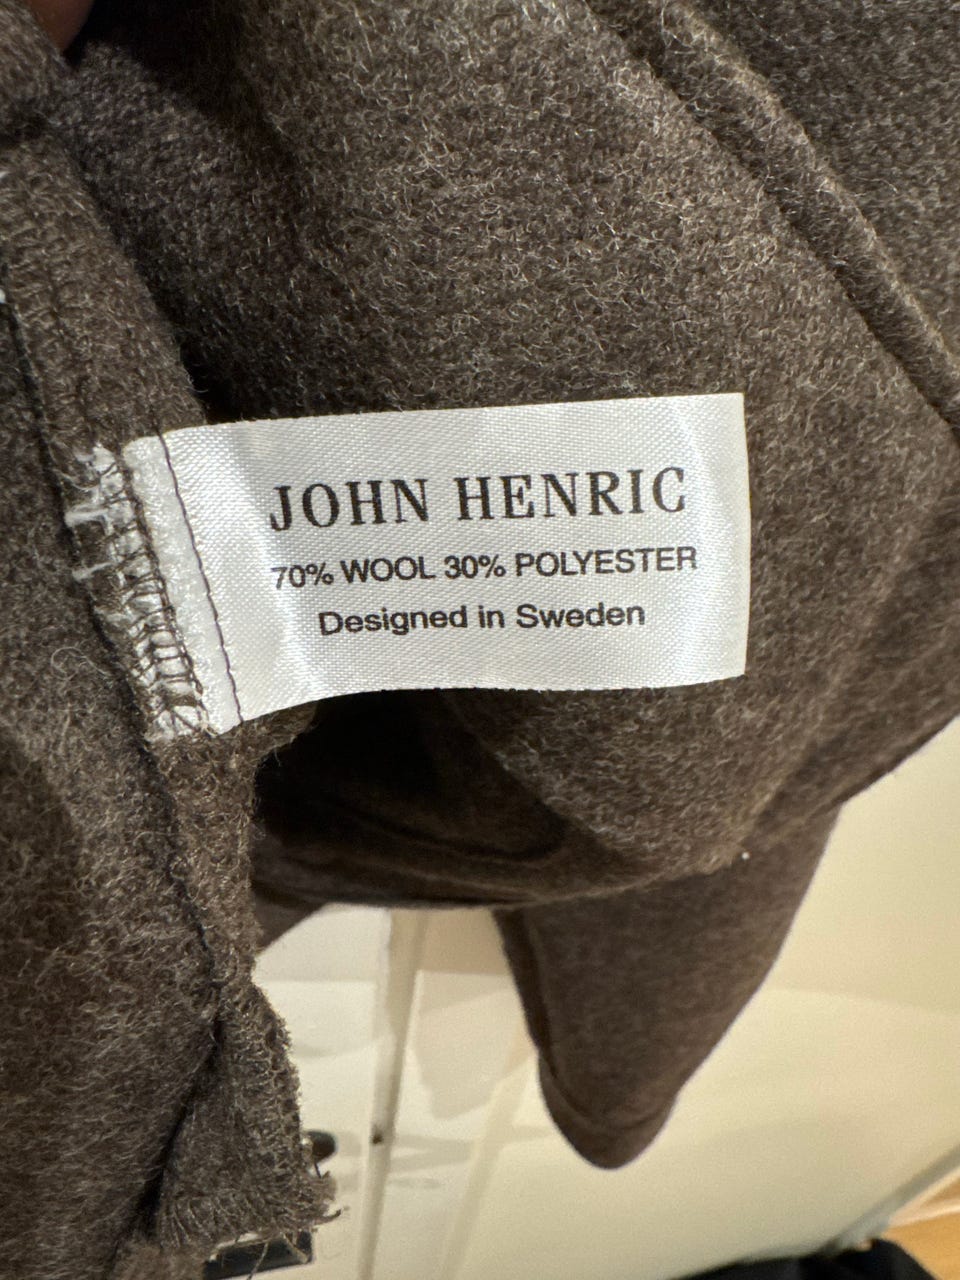 JOHN HENRIC
70% WOOL 30% POLYESTER
Designed in Sweden